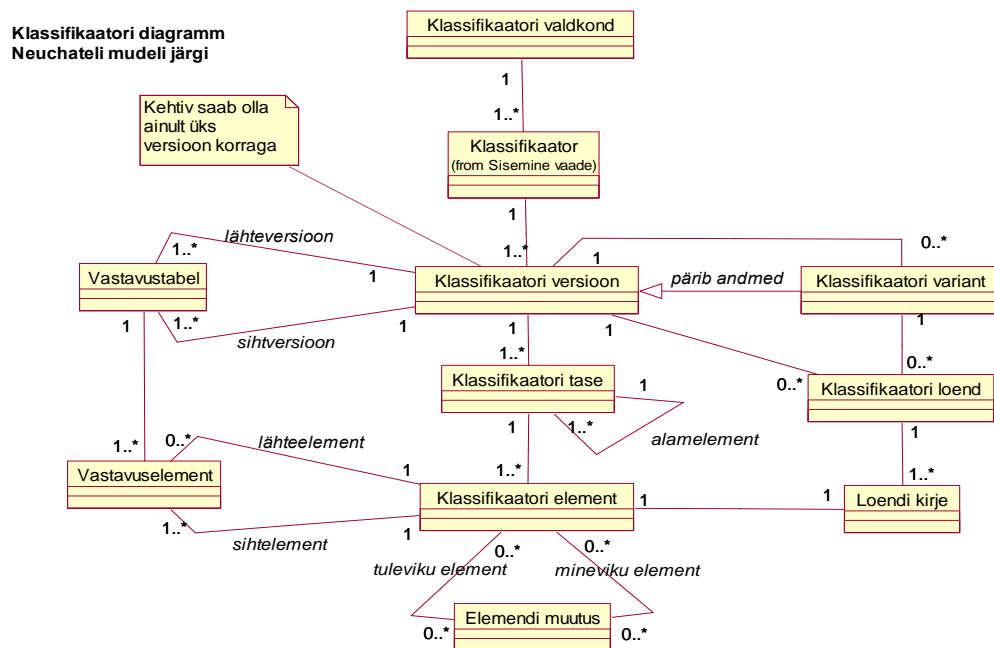 Klassifikaatori diagramm
Neuchateli mudeli järgi
Klassifikaatori valdkond
1
1..*
Kehtiv saab olla
ainult üks
versioon korraga
Klassifikaator
(from Sisemine vaade)
1
1..*
lähteversioon
1..*
1
1
0..*
Vastavustabel
Klassifikaatori versioon
pärib andmed
Klassifikaatori variant
1
1..*
sihtversioon
1
1
1..*
1
1
0..*
Klassifikaatori tase
1
1..*
alamelement
0..*
Klassifikaatori loend
1
1..*
1..*
0..*
lähteelement
1
1
1..*
Vastavuselement
Klassifikaatori element
1
1
Loendi kirje
1..*
sihtelement
1
0..*
0..*
tuleviku element
mineviku element
0..*
Elemendi muutus
0..*